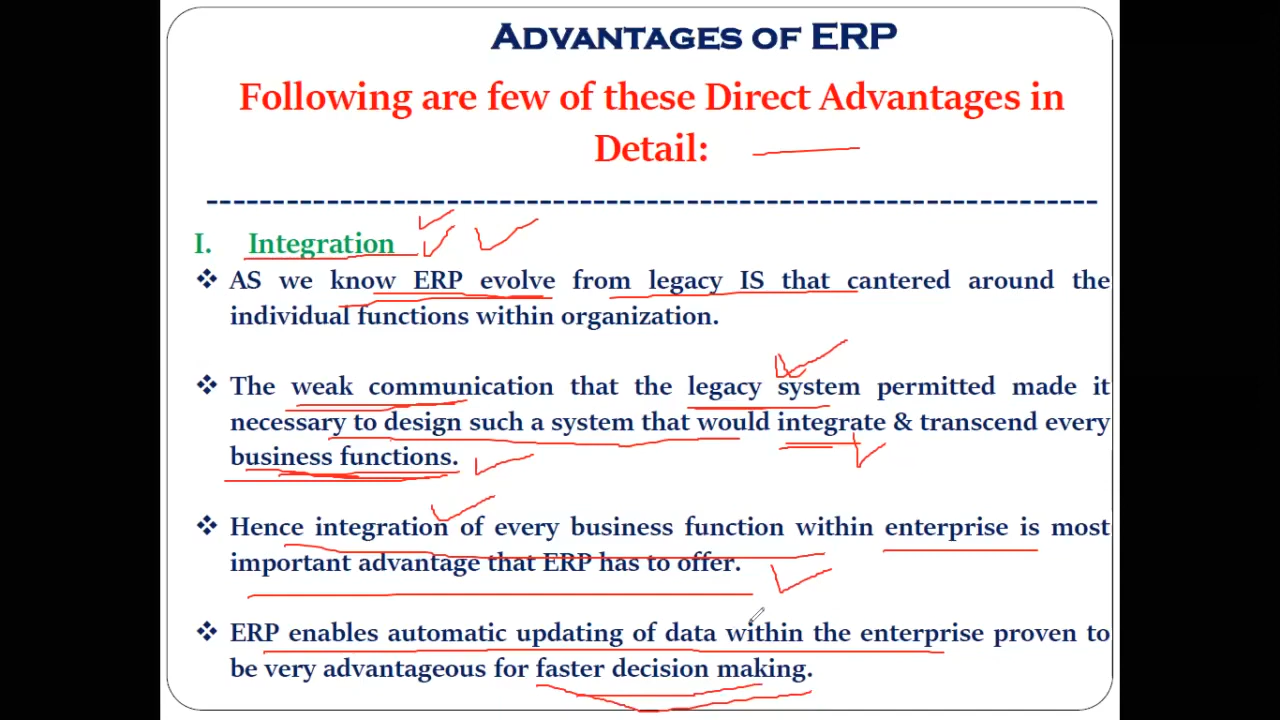 ADVANTAGES OF ERP
Following are few of these Direct Advantages in
Detail:
I. Integration
❖ AS we know ERP evolve from legacy IS that cantered around the
individual functions within organization.
❖ The weak communication that the legacy system permitted made it
necessary to design such a system that would integrate & transcend every
business functions.
❖ Hence integration of every business function within enterprise is most
important advantage that ERP has to offer.
❖ ERP enables automatic updating of data within the enterprise proven to
be very advantageous for faster decision making.